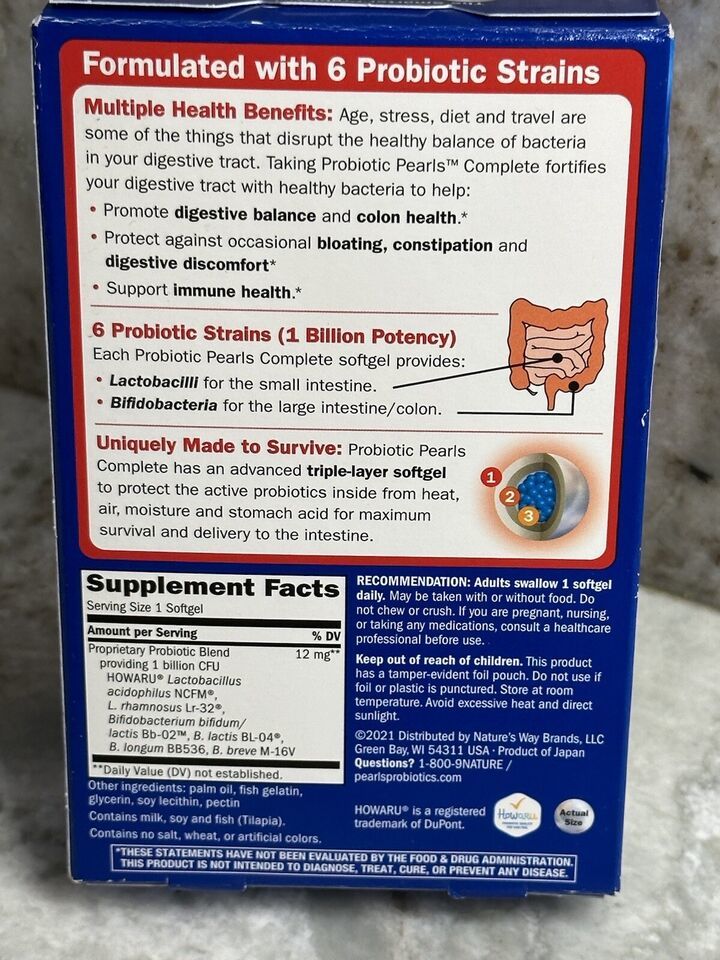 Formulated with 6 Probiotic Strains
Multiple Health Benefits: Age, stress, diet and travel are
some of the things that disrupt the healthy balance of bacteria
in your digestive tract. Taking Probiotic Pearls™ Complete fortifies
your digestive tract with healthy bacteria to help:
• Promote digestive balance and colon health.*
• Protect against occasional bloating, constipation and
digestive discomfort*
• Support immune health.*
6 Probiotic Strains (1 Billion Potency)
Each Probiotic Pearls Complete softgel provides:
• Lactobacilli for the small intestine.
• Bifidobacteria for the large intestine/colon.
Uniquely Made to Survive: Probiotic Pearls
Complete has an advanced triple-layer softgel
to protect the active probiotics inside from heat,
air, moisture and stomach acid for maximum
survival and delivery to the intestine.
1
2
3
Supplement Facts
Serving Size 1 Softgel
Amount per Serving % DV
Proprietary Probiotic Blend 12 mg**
providing 1 billion CFU
HOWARU® Lactobacillus
acidophilus NCFM®,
L. rhamnosus Lr-32®,
Bifidobacterium bifidum/
lactis Bb-02™, B. lactis BL-04®,
B. longum BB536, B. breve M-16V
**Daily Value (DV) not established.
Other ingredients: palm oil, fish gelatin,
glycerin, soy lecithin, pectin
Contains milk, soy and fish (Tilapia).
Contains no salt, wheat, or artificial colors.
RECOMMENDATION: Adults swallow 1 softgel
daily. May be taken with or without food. Do
not chew or crush. If you are pregnant, nursing,
or taking any medications, consult a healthcare
professional before use.
Keep out of reach of children. This product
has a tamper-evident foil pouch. Do not use if
foil or plastic is punctured. Store at room
temperature. Avoid excessive heat and direct
sunlight.
©2021 Distributed by Nature's Way Brands, LLC
Green Bay, WI 54311 USA · Product of Japan
Questions? 1-800-9NATURE /
pearlsprobiotics.com
HOWARU® is a registered
trademark of DuPont.
Howaru
Actual
Size
*THESE STATEMENTS HAVE NOT BEEN EVALUATED BY THE FOOD & DRUG ADMINISTRATION.
THIS PRODUCT IS NOT INTENDED TO DIAGNOSE, TREAT, CURE, OR PREVENT ANY DISEASE.